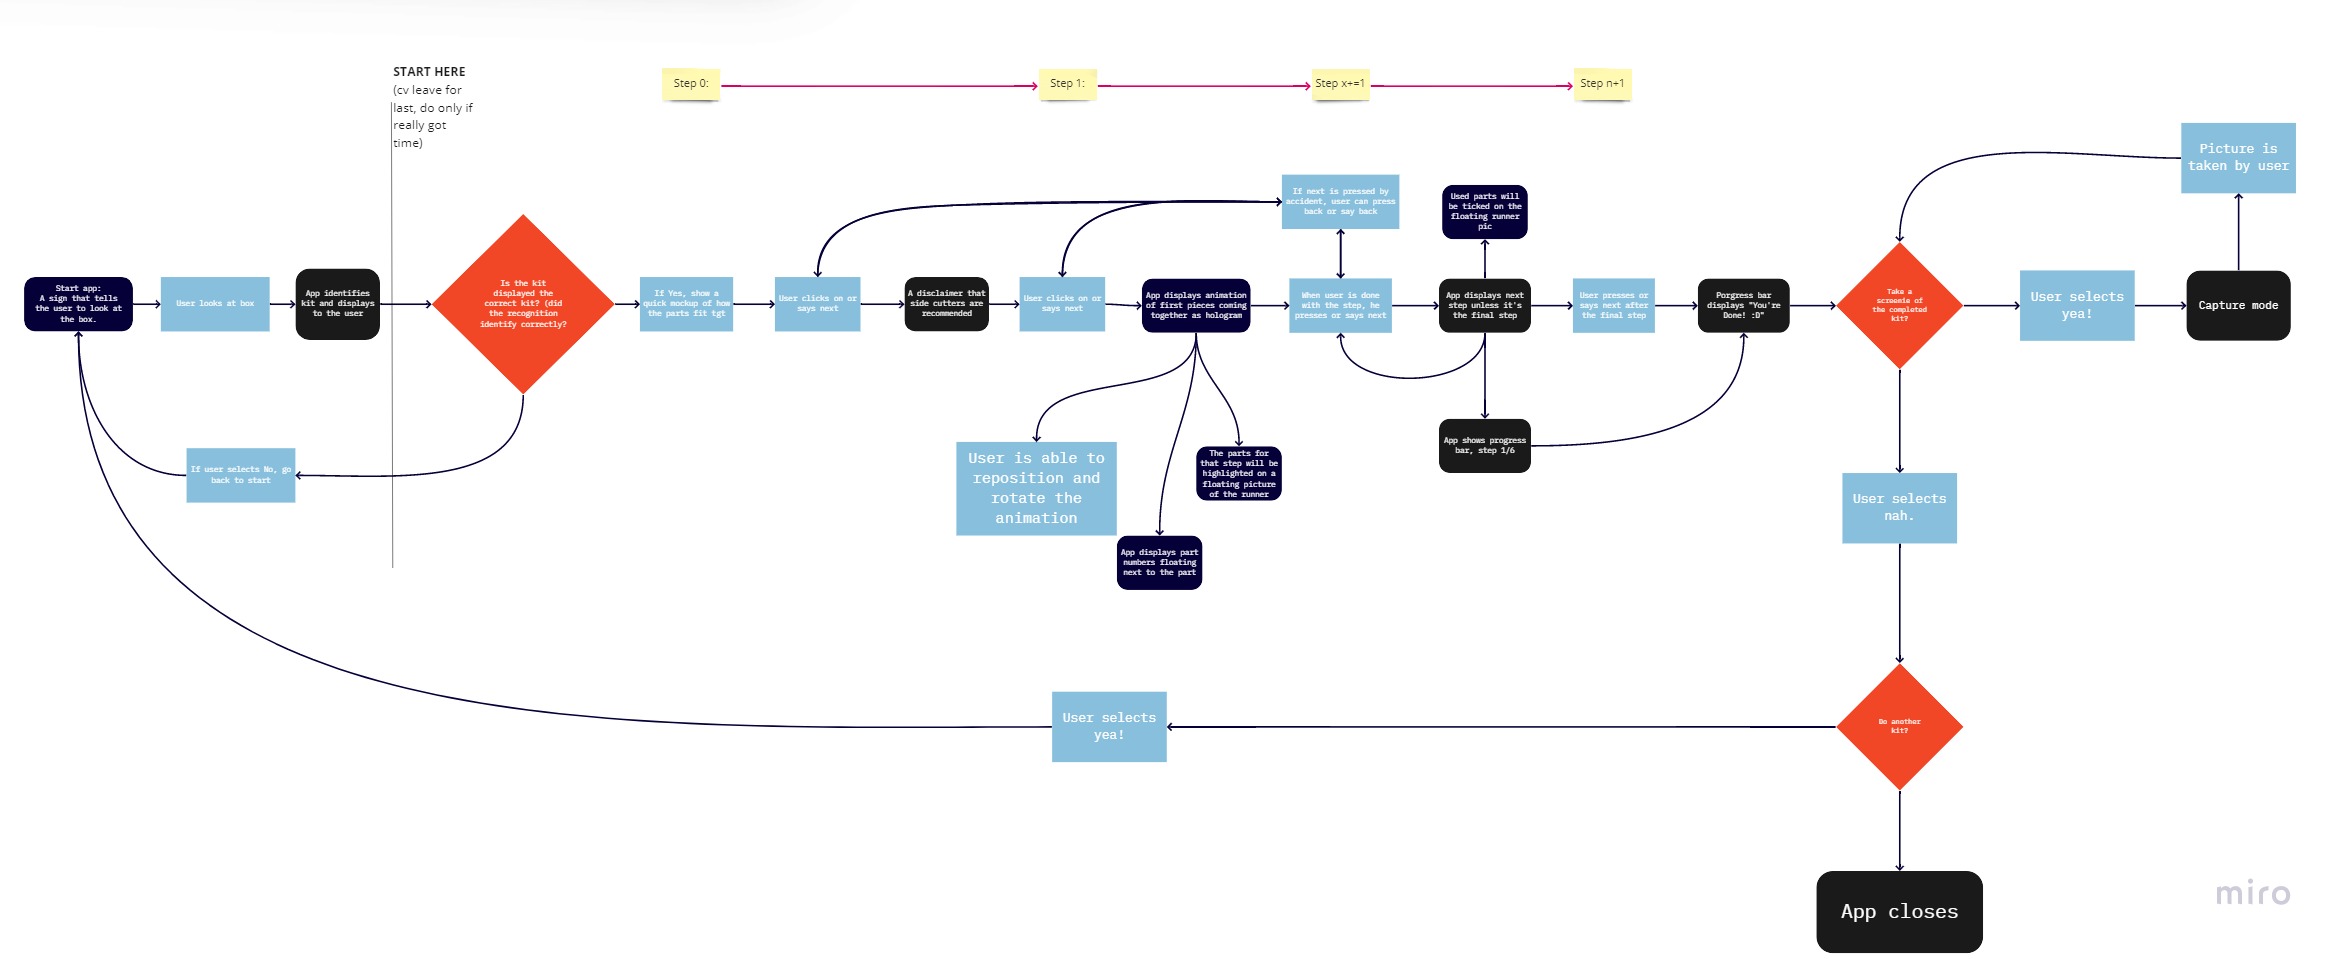 START HERE
(cv leave for
last, do only if
really got
time)
Step 0:
Step 1:
Step x+=1
Step n+1
Start app:
A sign that tells
the user to look at
the box.
User looks at box
App identifies
kit and displays
to the user
Is the kit
displayed the
correct kit? (did
the recognition
identify correctly?
If user selects No, go
back to start
If Yes, show a
quick mockup of how
the parts fit tgt
User clicks on or
says next
A disclaimer that
side cutters are
recommended
User clicks on or
says next
If next is pressed by
accident, user can press
back or say back
App displays animation
of first pieces coming
together as hologram
User is able to
reposition and
rotate the
animation
App displays part
numbers floating
next to the part
The parts for
that step will be
highlighted on a
floating picture
of the runner
When user is done
with the step, he
presses or says next
Used parts will
be ticked on the
floating runner
pic
App displays next
step unless it's
the final step
App shows progress
bar, step 1/6
User presses or
says next after
the final step
Porgress bar
displays "You're
Done! :D"
Take a
screenie of
the completed
kit?
User selects
yea!
Capture mode
Picture is
taken by user
User selects
nah.
Do another
kit?
User selects
yea!
App closes
miro